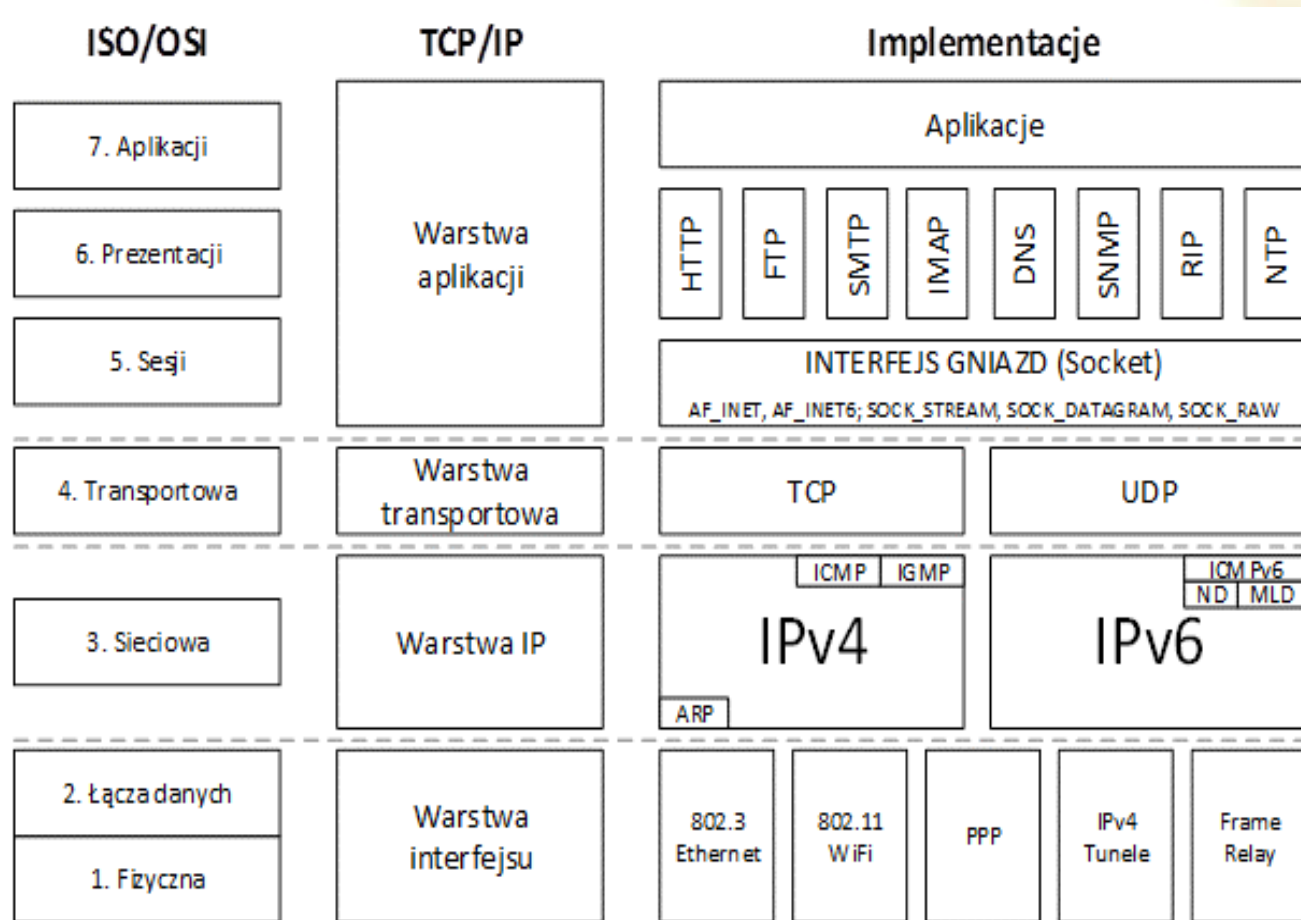 ISO/OSI
TCP/IP
Implementacje
7. Aplikacji
6. Prezentacji
5. Sesji
Warstwa
aplikacji
Aplikacje
HTTP
FTP
SMTP
IMAP
DNS
SNMP
RIP
NTP
INTERFEJS GNIAZD (Socket)
AF_INET, AF_INET6; SOCK_STREAM, SOCK_DATAGRAM, SOCK_RAW
4. Transportowa
Warstwa
transportowa
TCP
UDP
3. Sieciowa
Warstwa IP
ICMP
IGMP
IPv4
ARP
ICMPv6
ND
MLD
IPv6
2. Łącza danych
1. Fizyczna
Warstwa
interfejsu
802.3
Ethernet
802.11
WiFi
PPP
IPv4
Tunele
Frame
Relay